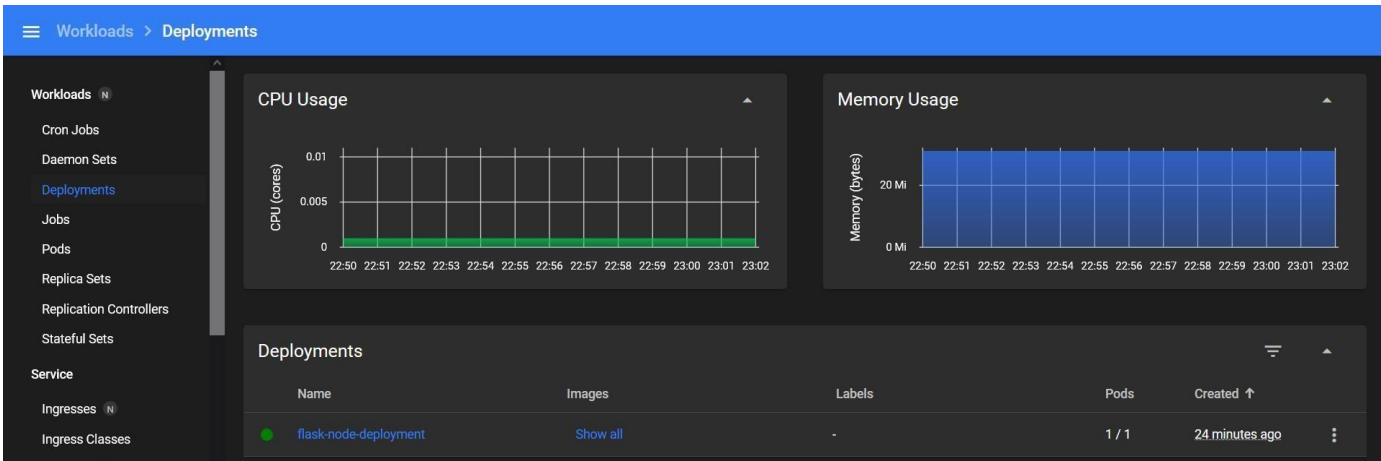 Workloads > Deployments
Workloads N
Cron Jobs
Daemon Sets
Deployments
Jobs
Pods
Replica Sets
Replication Controllers
Stateful Sets
Service
Ingresses N
Ingress Classes
CPU Usage
CPU (cores)
0.01
0.005
0
22:50 22:51 22:52 22:53 22:54 22:55 22:56 22:57 22:58 22:59 23:00 23:01 23:02
Memory Usage
Memory (bytes)
20 Mi
0 Mi
22:50 22:51 22:52 22:53 22:54 22:55 22:56 22:57 22:58 22:59 23:00 23:01 23:02
Deployments
Name Images Labels Pods Created ↑
flask-node-deployment Show all - 1 / 1 24 minutes ago